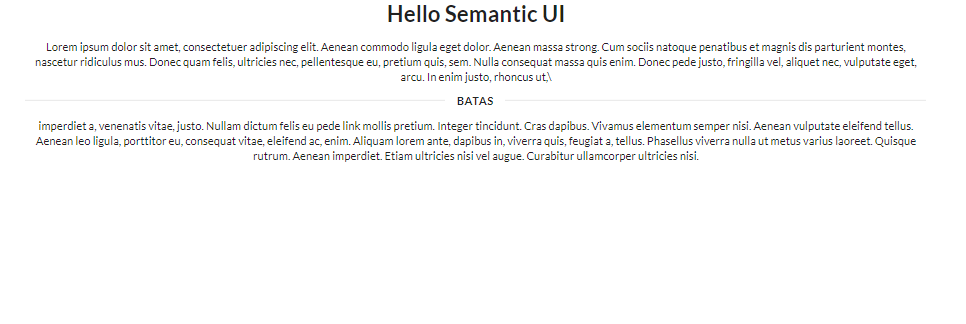 Hello Semantic UI
Lorem ipsum dolor sit amet, consectetuer adipiscing elit. Aenean commodo ligula eget dolor. Aenean massa strong. Cum sociis natoque penatibus et magnis dis parturient montes,
nascetur ridiculus mus. Donec quam felis, ultricies nec, pellentesque eu, pretium quis, sem. Nulla consequat massa quis enim. Donec pede justo, fringilla vel, aliquet nec, vulputate eget,
arcu. In enim justo, rhoncus ut,\
BATAS
imperdiet a, venenatis vitae, justo. Nullam dictum felis eu pede link mollis pretium. Integer tincidunt. Cras dapibus. Vivamus elementum semper nisi. Aenean vulputate eleifend tellus.
Aenean leo ligula, porttitor eu, consequat vitae, eleifend ac, enim. Aliquam lorem ante, dapibus in, viverra quis, feugiat a, tellus. Phasellus viverra nulla ut metus varius laoreet. Quisque
rutrum. Aenean imperdiet. Etiam ultricies nisi vel augue. Curabitur ullamcorper ultricies nisi.